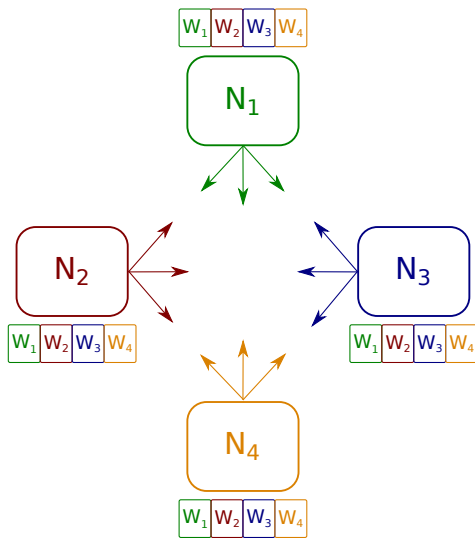 W₁ W₂ W₃ W₄
N₁
N₂ N₃
W₁ W₂ W₃ W₄ W₁ W₂ W₃ W₄
N₄
W₁ W₂ W₃ W₄